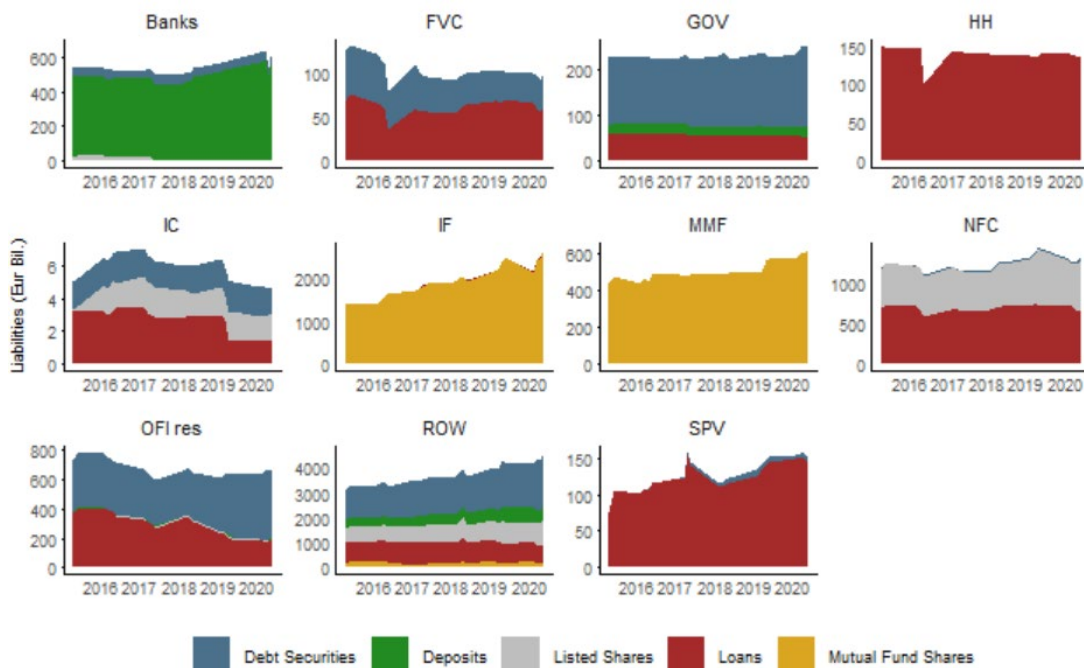 Banks FVC GOV HH
600 400 200 0
100 50 0
200 100 0
150 100 50 0
2016 2017 2018 2019 2020
2016 2017 2018 2019 2020
2016 2017 2018 2019 2020
2016 2017 2018 2019 2020
Liabilities (Eur Bil.)
IC IF MMF NFC
6 4 2 0
2000 1000 0
600 400 200 0
1000 500 0
2016 2017 2018 2019 2020
2016 2017 2018 2019 2020
2016 2017 2018 2019 2020
2016 2017 2018 2019 2020
OFI res ROW SPV
800 600 400 200 0
4000 3000 2000 1000 0
150 100 50 0
2016 2017 2018 2019 2020
2016 2017 2018 2019 2020
2016 2017 2018 2019 2020
Debt Securities Deposits Listed Shares Loans Mutual Fund Shares